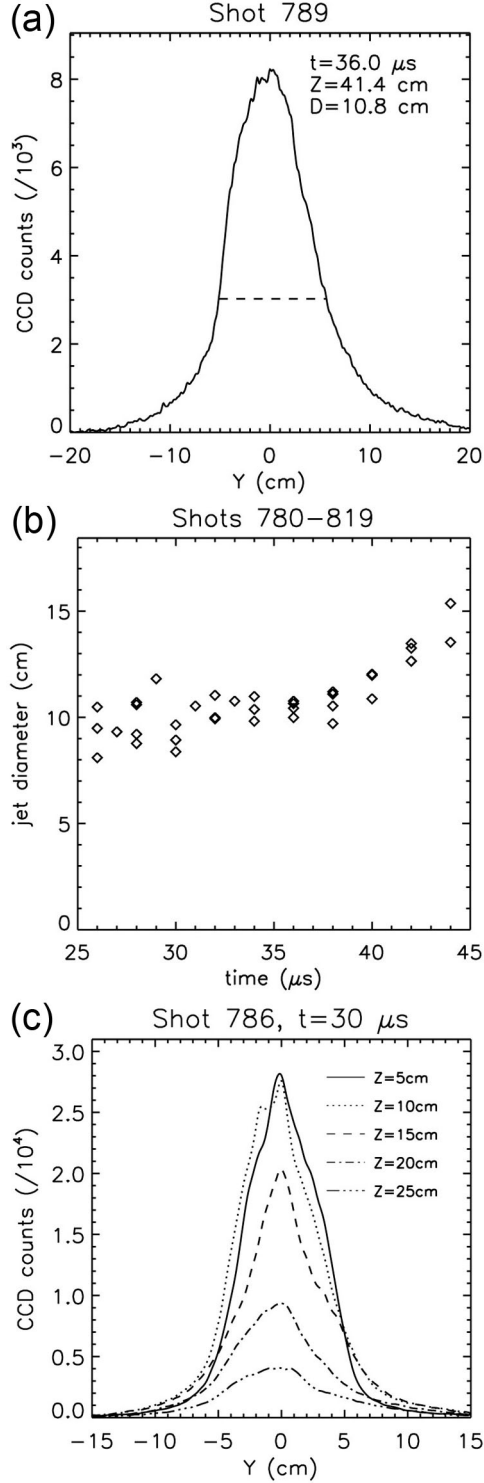 (a)
Shot 789
t=36.0 μs
Z=41.4 cm
D=10.8 cm
CCD counts (/10³)
8
6
4
2
0
−20 −10 0 10 20
Y (cm)
(b)
Shots 780−819
jet diameter (cm)
15
10
5
0
25 30 35 40 45
time (μs)
(c)
Shot 786, t=30 μs
CCD counts (/10⁴)
3.0
2.5
2.0
1.5
1.0
0.5
0.0
Z=5cm
Z=10cm
Z=15cm
Z=20cm
Z=25cm
−15 −10 −5 0 5 10 15
Y (cm)